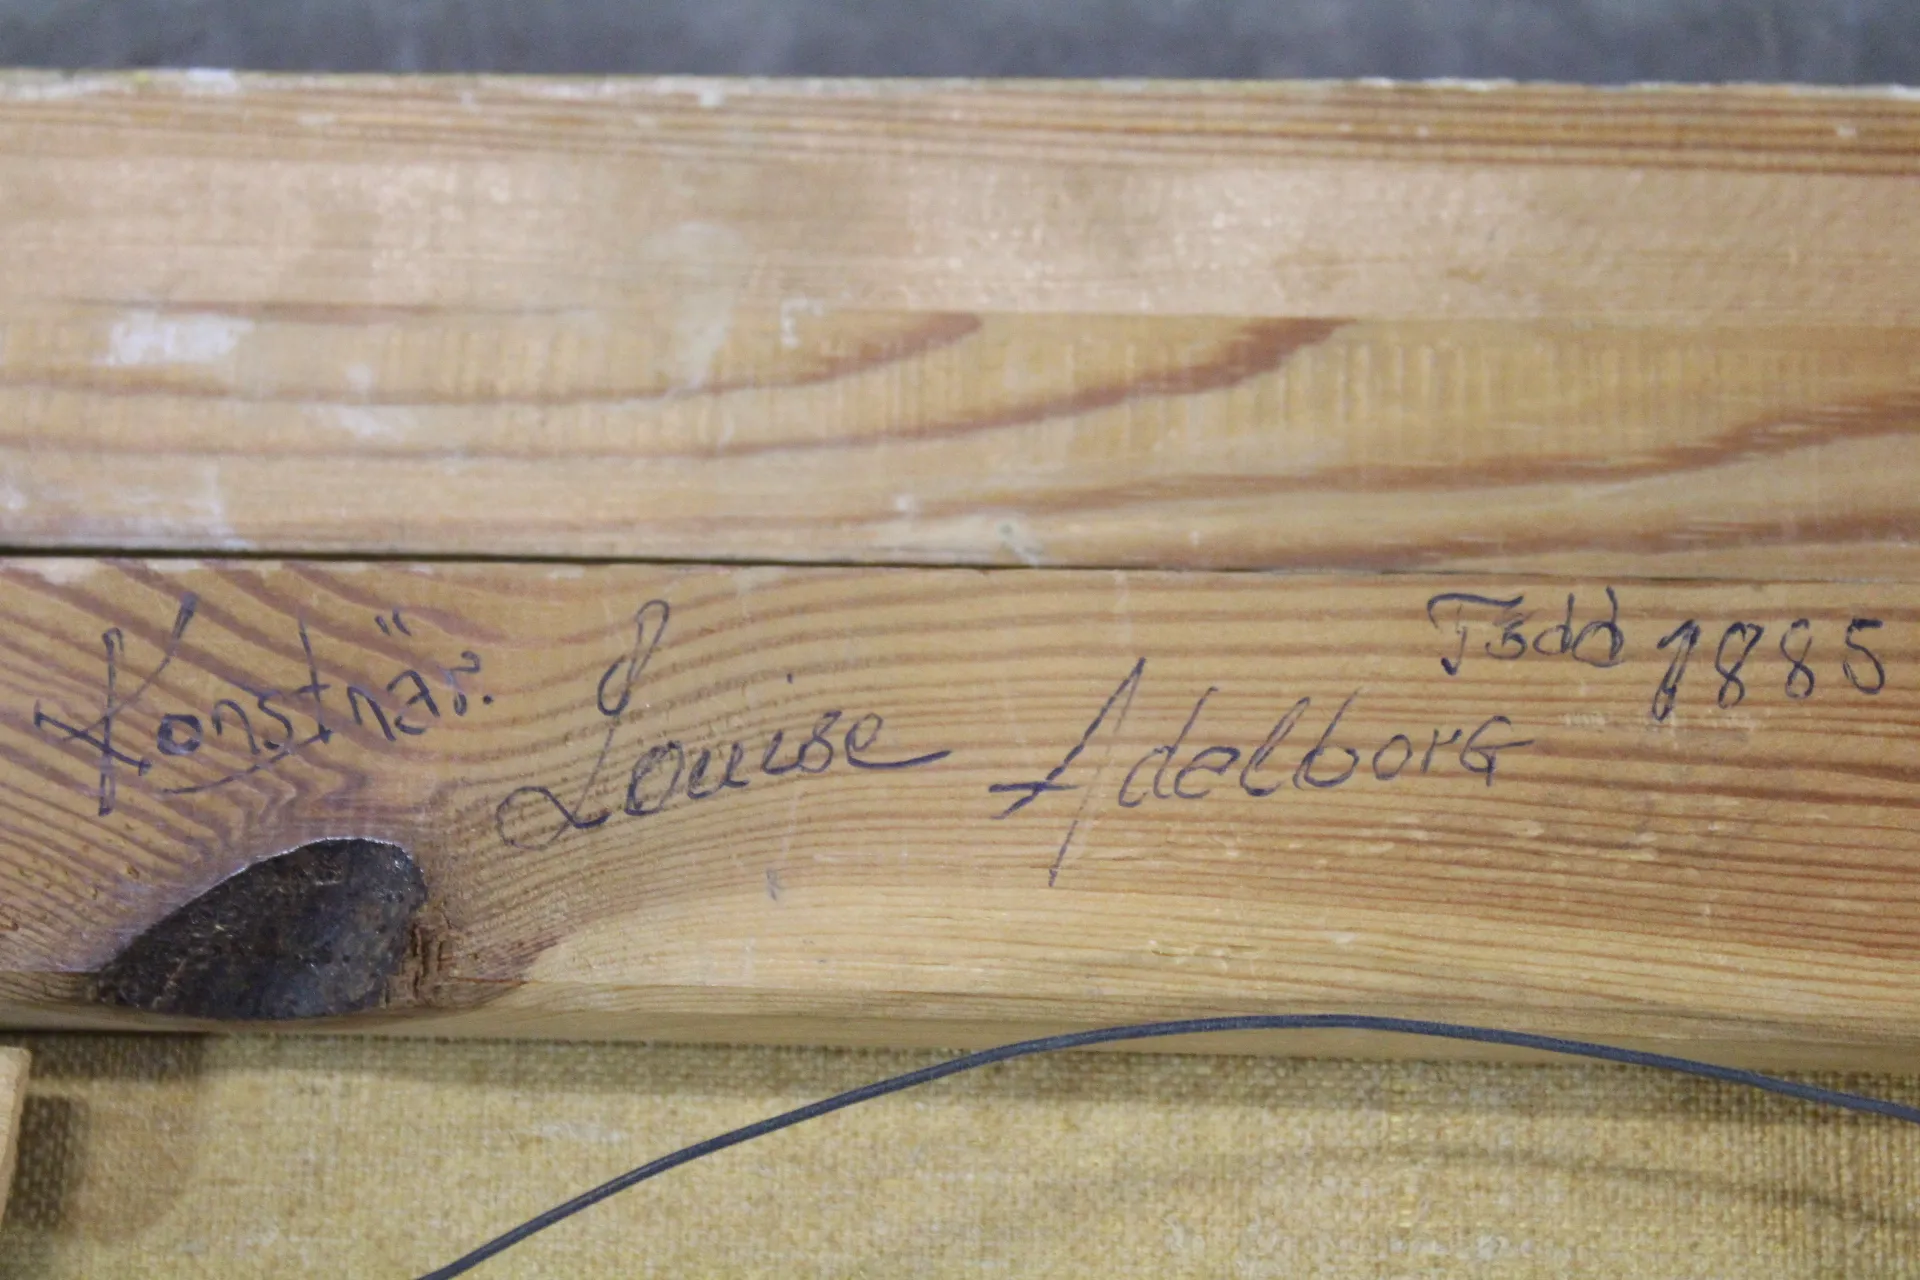 Konstnär. Louise Adelborg
Född 1885